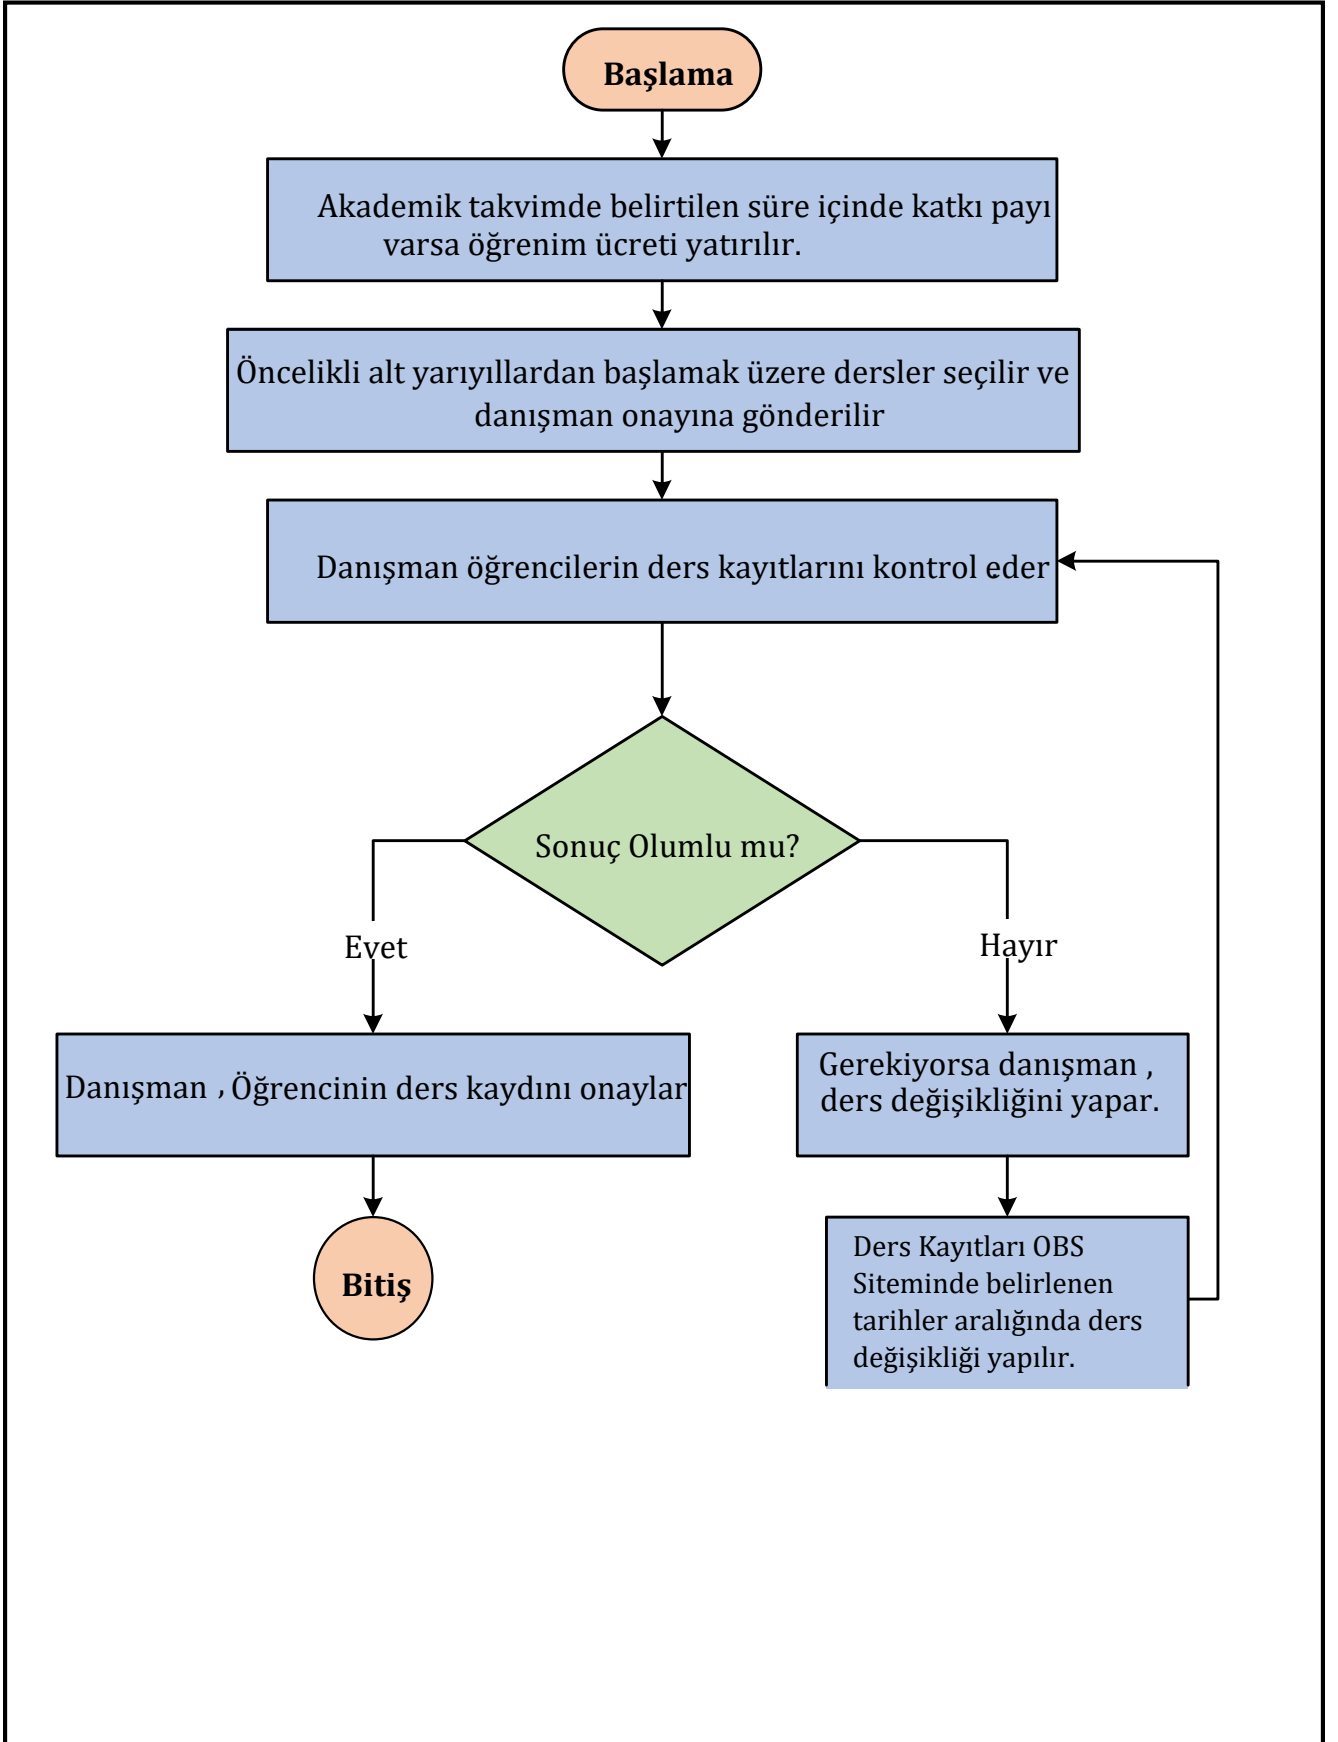 Başlama
Akademik takvimde belirtilen süre içinde katkı payı
varsa öğrenim ücreti yatırılır.
Öncelikli alt yarıyıllardan başlamak üzere dersler seçilir ve
danışman onayına gönderilir
Danışman öğrencilerin ders kayıtlarını kontrol eder.
Sonuç Olumlu mu?
Evet
Hayır
Danışman , Öğrencinin ders kaydını onaylar
Gerekiyorsa danışman ,
ders değişikliğini yapar.
Bitiş
Ders Kayıtları OBS
Siteminde belirlenen
tarihler aralığında ders
değişikliği yapılır.